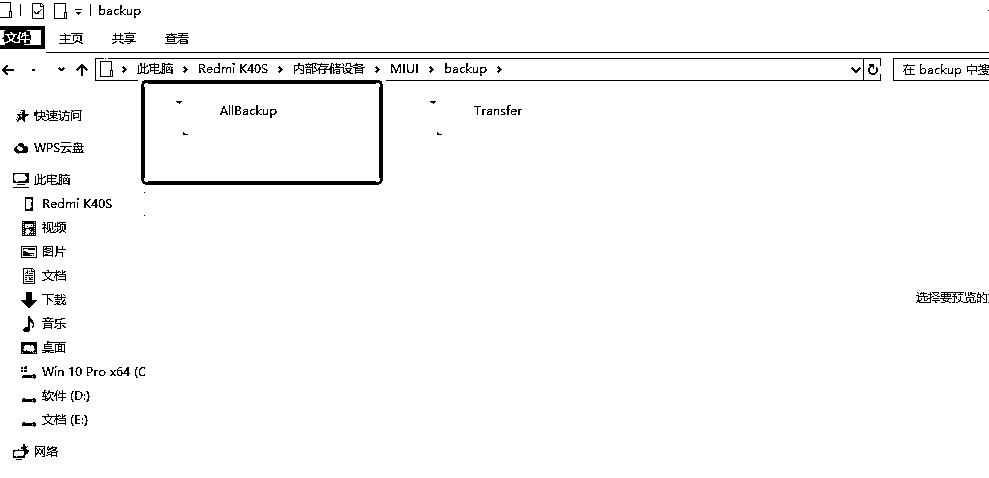 backup
文件 主页 共享 查看
此电脑 Redmi K40S 内部存储设备 MIUI backup
在 backup 中搜
AllBackup Transfer
快速访问
WPS云盘
此电脑
Redmi K40S
视频
图片
文档
下载
音乐
桌面
Win 10 Pro x64 (C
软件 (D:)
文档 (E:)
网络
选择要预览的